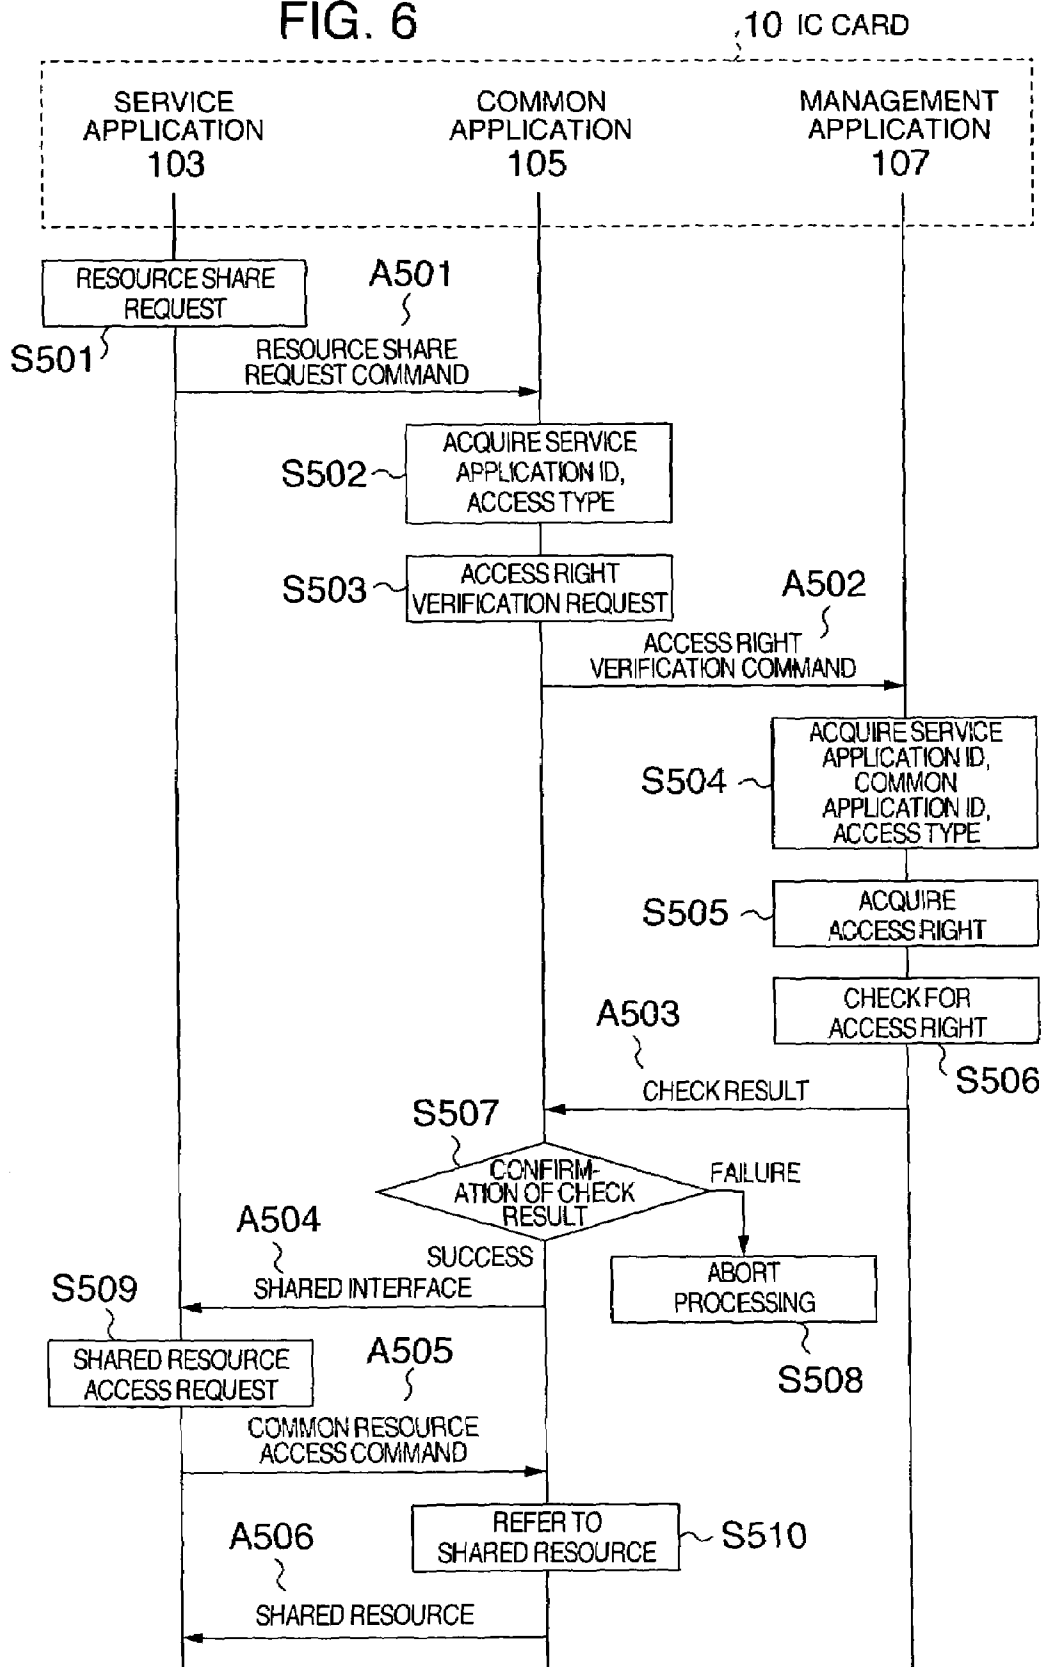 FIG. 6
10 IC CARD
SERVICE
APPLICATION
103
COMMON
APPLICATION
105
MANAGEMENT
APPLICATION
107
RESOURCE SHARE
REQUEST
S501
A501
RESOURCE SHARE
REQUEST COMMAND
ACQUIRE SERVICE
APPLICATION ID,
ACCESS TYPE
S502
ACCESS RIGHT
VERIFICATION REQUEST
S503
A502
ACCESS RIGHT
VERIFICATION COMMAND
ACQUIRE SERVICE
APPLICATION ID,
COMMON
APPLICATION ID,
ACCESS TYPE
S504
ACQUIRE
ACCESS RIGHT
S505
CHECK FOR
ACCESS RIGHT
S506
A503
CHECK RESULT
S507
CONFIRM-
ATION OF CHECK
RESULT
FAILURE
SUCCESS
ABORT
PROCESSING
S508
A504
SHARED INTERFACE
S509
SHARED RESOURCE
ACCESS REQUEST
A505
COMMON RESOURCE
ACCESS COMMAND
REFER TO
SHARED RESOURCE
S510
A506
SHARED RESOURCE